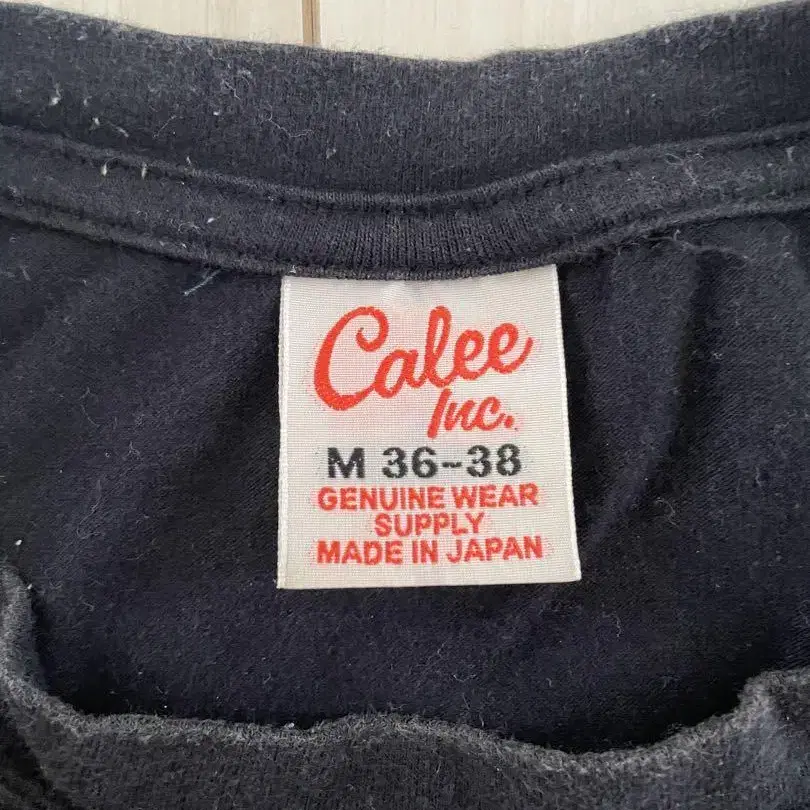 Calee
Inc.
M 36-38
GENUINE WEAR
SUPPLY
MADE IN JAPAN